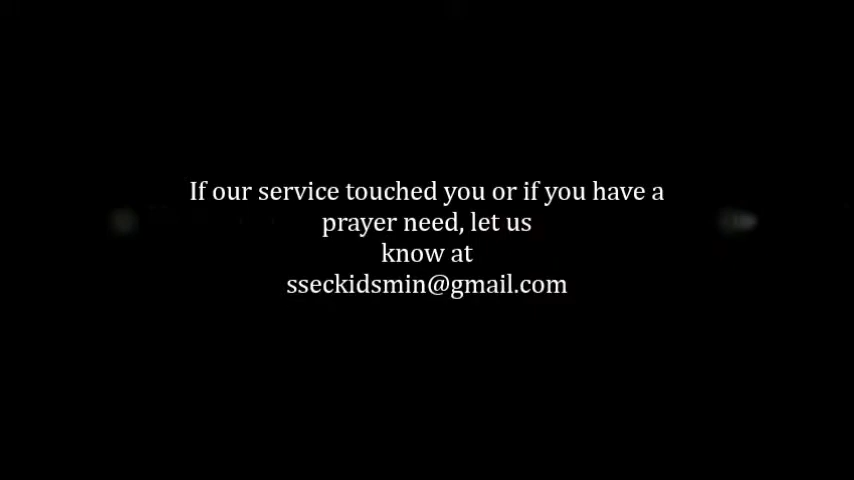 If our service touched you or if you have a
prayer need, let us
know at
sseckidsmin@gmail.com